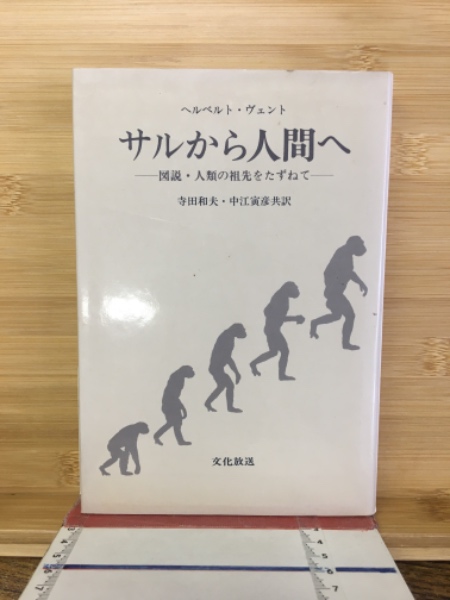 ヘルベルト・ヴェント
サルから人間へ
──図説・人類の祖先をたずねて──
寺田和夫・中江寅彦共訳
文化放送